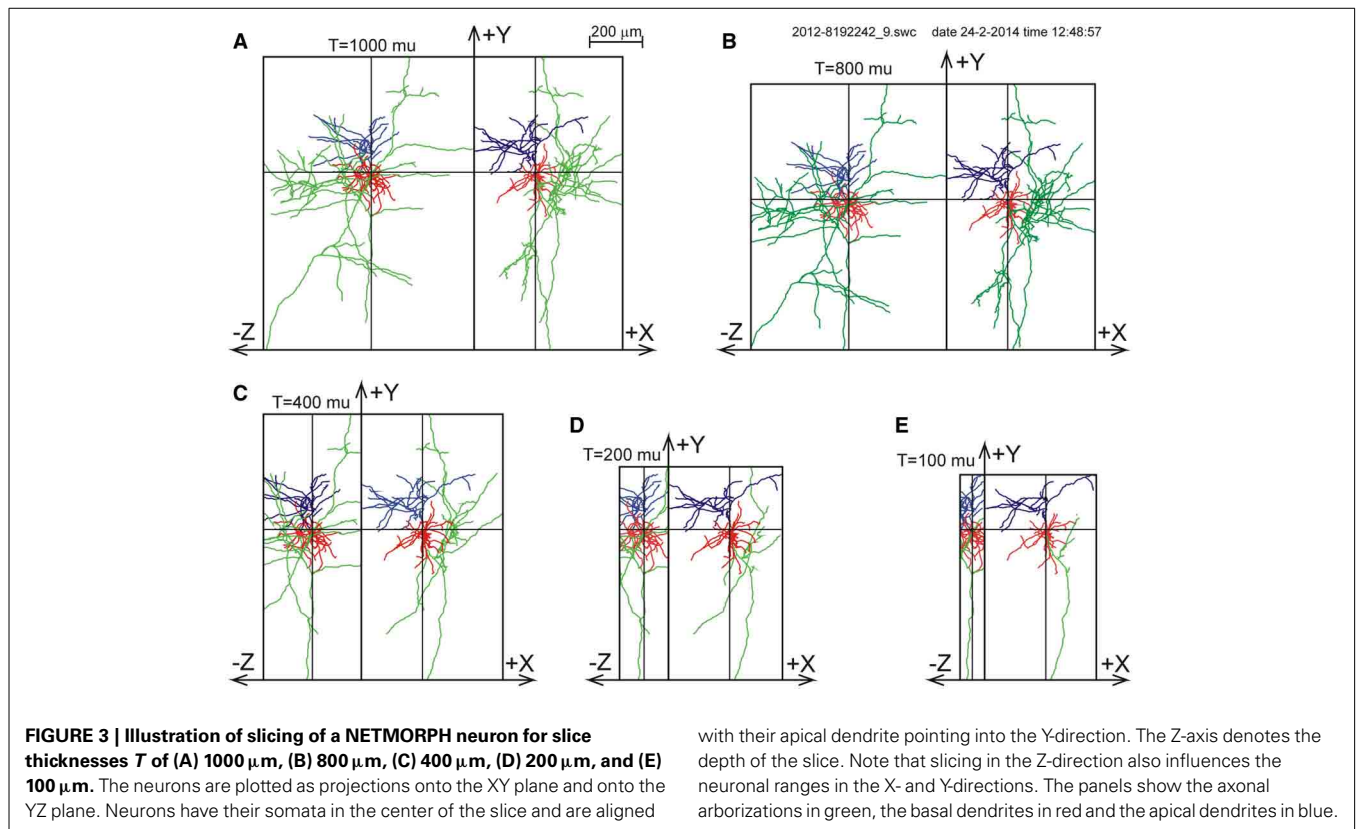 A
T=1000 mu
+Y
200 µm
-Z
+X
2012-8192242_9.swc date 24-2-2014 time 12:48:57
B
T=800 mu
+Y
-Z
+X
C
T=400 mu
+Y
-Z
+X
D
T=200 mu
+Y
-Z
+X
E
T=100 mu
+Y
-Z
+X
FIGURE 3 | Illustration of slicing of a NETMORPH neuron for slice
thicknesses T of (A) 1000 µm, (B) 800 µm, (C) 400 µm, (D) 200 µm, and (E)
100 µm. The neurons are plotted as projections onto the XY plane and onto the
YZ plane. Neurons have their somata in the center of the slice and are aligned
with their apical dendrite pointing into the Y-direction. The Z-axis denotes the
depth of the slice. Note that slicing in the Z-direction also influences the
neuronal ranges in the X- and Y-directions. The panels show the axonal
arborizations in green, the basal dendrites in red and the apical dendrites in blue.